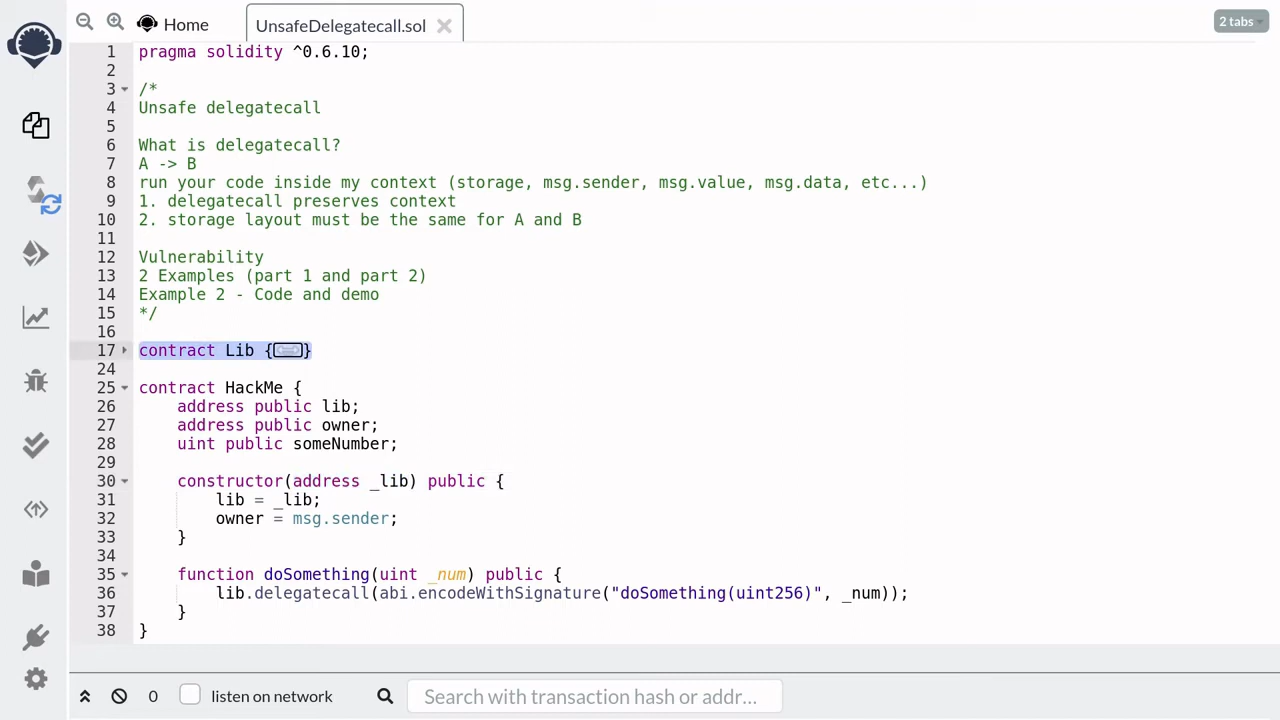 Home
UnsafeDelegatecall.sol
2 tabs
1 pragma solidity ^0.6.10;
2
3 /*
4 Unsafe delegatecall
5
6 What is delegatecall?
7 A -> B
8 run your code inside my context (storage, msg.sender, msg.value, msg.data, etc...)
9 1. delegatecall preserves context
10 2. storage layout must be the same for A and B
11
12 Vulnerability
13 2 Examples (part 1 and part 2)
14 Example 2 - Code and demo
15 */
16
17 contract Lib {}
24
25 contract HackMe {
26 address public lib;
27 address public owner;
28 uint public someNumber;
29
30 constructor(address _lib) public {
31 lib = _lib;
32 owner = msg.sender;
33 }
34
35 function doSomething(uint _num) public {
36 lib.delegatecall(abi.encodeWithSignature("doSomething(uint256)", _num));
37 }
38 }
0 listen on network Search with transaction hash or addr...